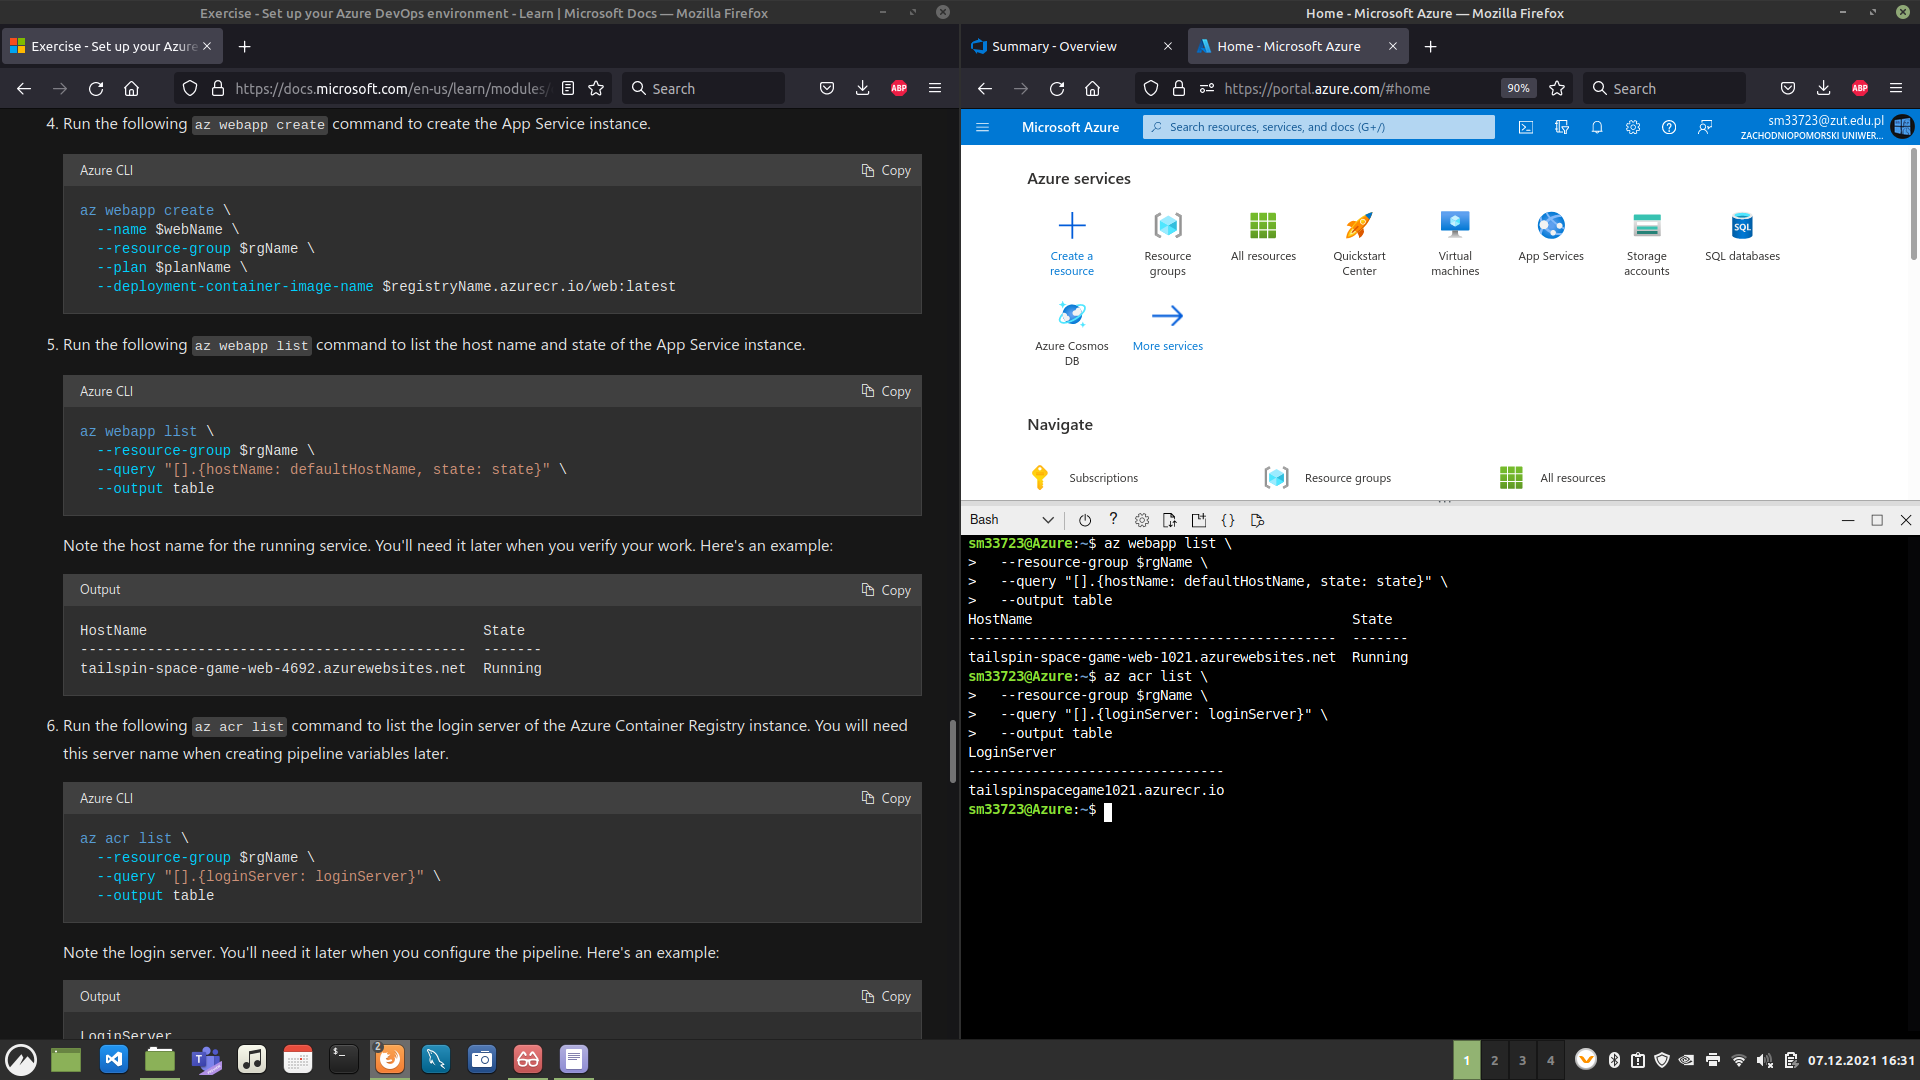 Exercise - Set up your Azure DevOps environment - Learn | Microsoft Docs — Mozilla Firefox
Exercise - Set up your Azure
https://docs.microsoft.com/en-us/learn/modules/
Search
ABP
4. Run the following az webapp create command to create the App Service instance.
Azure CLI
Copy
az webapp create \
--name $webName \
--resource-group $rgName \
--plan $planName \
--deployment-container-image-name $registryName.azurecr.io/web:latest
5. Run the following az webapp list command to list the host name and state of the App Service instance.
Azure CLI
Copy
az webapp list \
--resource-group $rgName \
--query "[].{hostName: defaultHostName, state: state}" \
--output table
Note the host name for the running service. You'll need it later when you verify your work. Here's an example:
Output
Copy
HostName State
---------------------------------------------- -------
tailspin-space-game-web-4692.azurewebsites.net Running
6. Run the following az acr list command to list the login server of the Azure Container Registry instance. You will need
this server name when creating pipeline variables later.
Azure CLI
Copy
az acr list \
--resource-group $rgName \
--query "[].{loginServer: loginServer}" \
--output table
Note the login server. You'll need it later when you configure the pipeline. Here's an example:
Output
Copy
LoginServer
Home - Microsoft Azure — Mozilla Firefox
Summary - Overview
Home - Microsoft Azure
https://portal.azure.com/#home
90%
Search
ABP
Microsoft Azure
Search resources, services, and docs (G+/)
sm33723@zut.edu.pl
ZACHODNIOPOMORSKI UNIWER...
Azure services
Create a
resource
Resource
groups
All resources
Quickstart
Center
Virtual
machines
App Services
Storage
accounts
SQL
SQL databases
Azure Cosmos
DB
More services
Navigate
Subscriptions
Resource groups
All resources
Bash
sm33723@Azure:~$ az webapp list \
> --resource-group $rgName \
> --query "[].{hostName: defaultHostName, state: state}" \
> --output table
HostName State
---------------------------------------------- -------
tailspin-space-game-web-1021.azurewebsites.net Running
sm33723@Azure:~$ az acr list \
> --resource-group $rgName \
> --query "[].{loginServer: loginServer}" \
> --output table
LoginServer
--------------------------------
tailspinspacegame1021.azurecr.io
sm33723@Azure:~$
2
1 2 3 4
07.12.2021 16:31